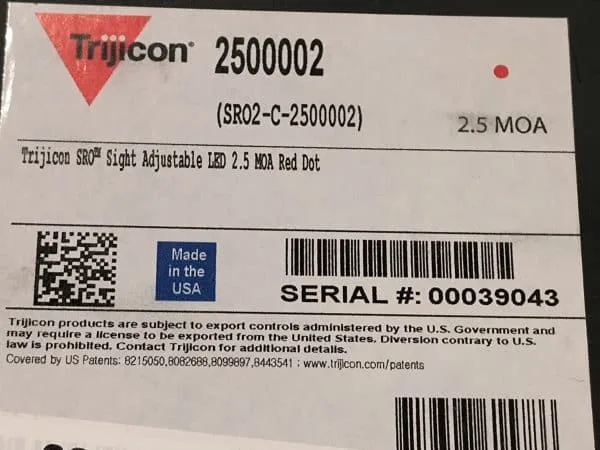 Trijicon® 2500002
(SRO2-C-2500002)
2.5 MOA
Trijicon SRO™ Sight Adjustable LED 2.5 MOA Red Dot
Made
in the
USA
SERIAL #: 00039043
Trijicon products are subject to export controls administered by the U.S. Government and
may require a license to be exported from the United States. Diversion contrary to U.S.
law is prohibited. Contact Trijicon for additional details.
Covered by US Patents: 8215050,8082688,8099897,8443541 ; www.trijicon.com/patents